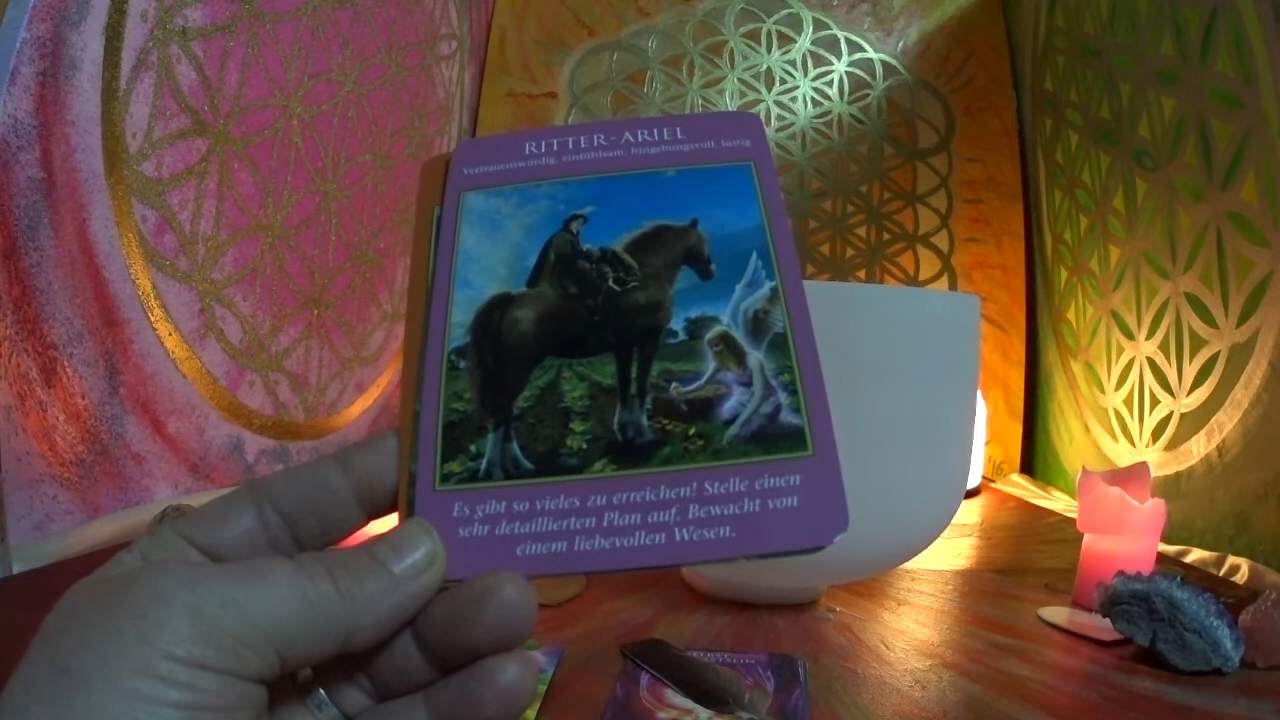 RITTER-ARIEL
Vertrauenswürdig, einfühlsam, hingebungsvoll, lustig
Es gibt so vieles zu erreichen! Stelle einen
sehr detaillierten Plan auf. Bewacht von
einem liebevollen Wesen.
'16